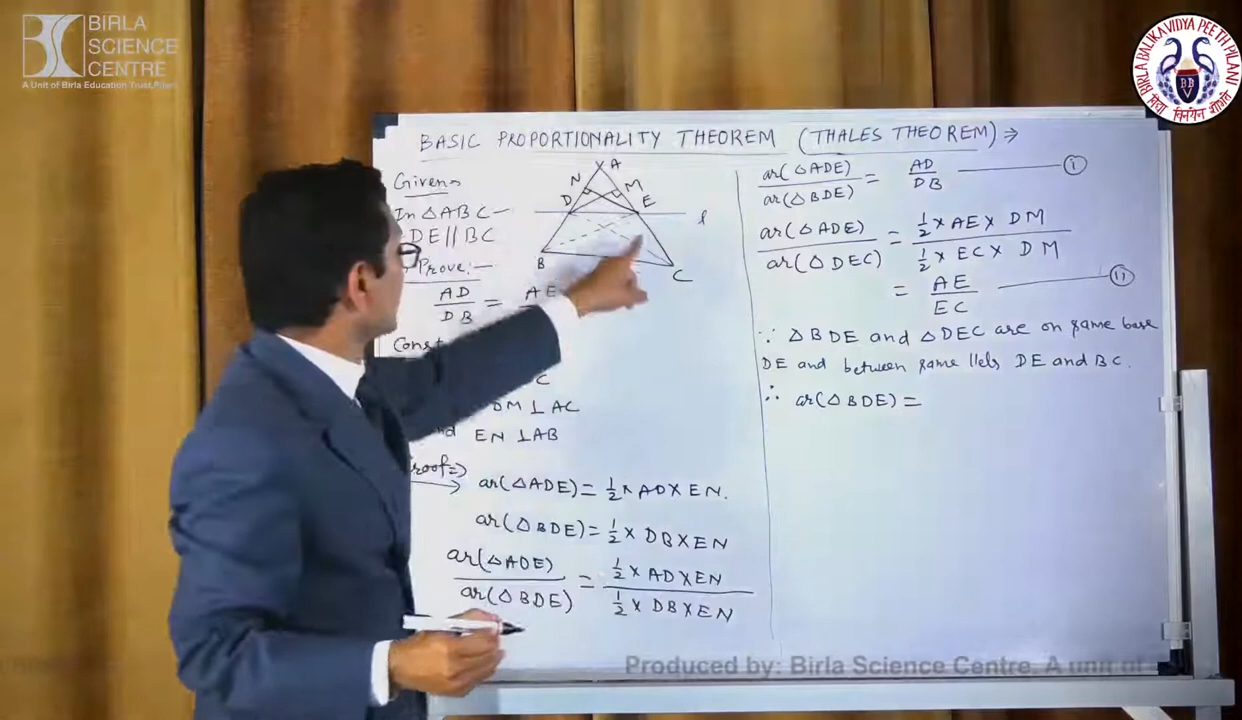 BIRLA
SCIENCE
CENTRE
A Unit of Birla Education Trust, Pilani
BIRLA BALIKA VIDYA PEETH PILANI
BASIC PROPORTIONALITY THEOREM (THALES THEOREM) ⇒
Given
In △ABC—
DE∥BC
Prove:—
AD/DB = AE
Const
C
DM ⊥ AC
EN ⊥ AB
roof ⇒
ar(△ADE) = 1/2 × AD × EN.
ar(△BDE) = 1/2 × DB × EN
ar(△ADE)/ar(△BDE) = (1/2 × AD × EN)/(1/2 × DB × EN)
A
N
M
D
E
l
B
C
ar(△ADE)/ar(△BDE) = AD/DB — (i)
ar(△ADE)/ar(△DEC) = (1/2 × AE × DM)/(1/2 × EC × DM)
= AE/EC — (ii)
∵ △BDE and △DEC are on same base
DE and between same ∥els DE and BC.
∴ ar(△BDE) =
Produced by: Birla Science Centre. A unit of